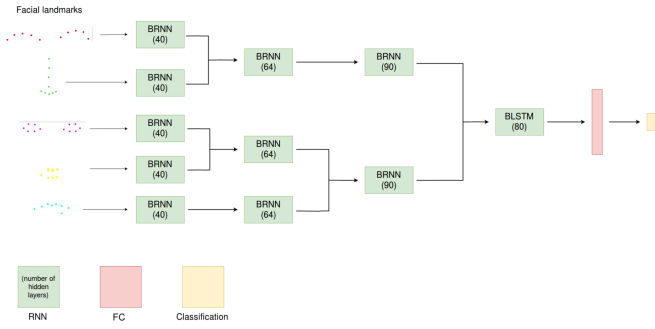 Facial landmarks
BRNN
(40)
BRNN
(40)
BRNN
(40)
BRNN
(40)
BRNN
(40)
BRNN
(64)
BRNN
(64)
BRNN
(64)
BRNN
(90)
BRNN
(90)
BLSTM
(80)
(number of
hidden
layers)
RNN
FC
Classification